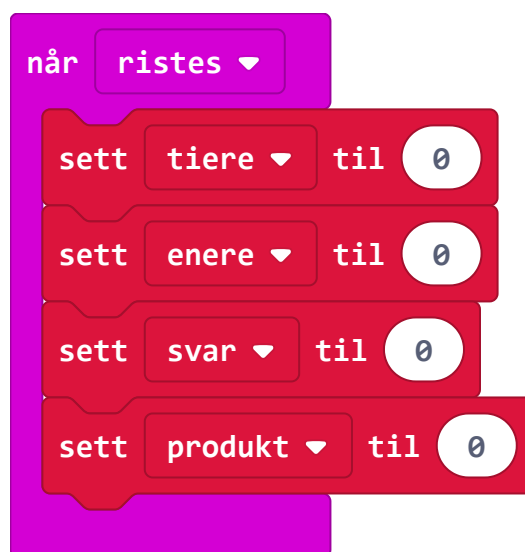 når ristes
sett tiere til 0
sett enere til 0
sett svar til 0
sett produkt til 0